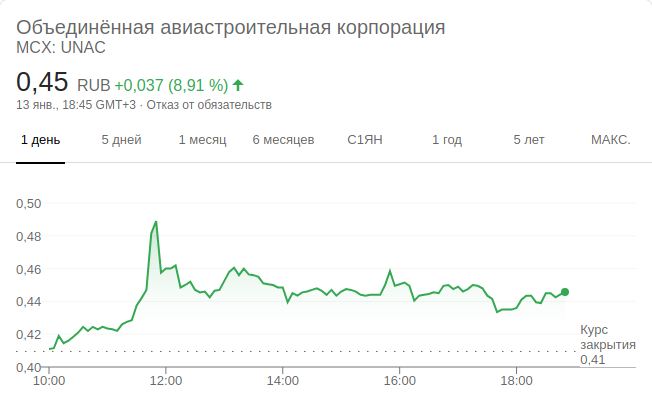 Объединённая авиастроительная корпорация
MCX: UNAC
0,45 RUB +0,037 (8,91 %)
13 янв., 18:45 GMT+3 · Отказ от обязательств
1 день 5 дней 1 месяц 6 месяцев С1ЯН 1 год 5 лет МАКС.
0,50
0,48
0,46
0,44
0,42
0,40
Курс
закрытия
0,41
10:00 12:00 14:00 16:00 18:00